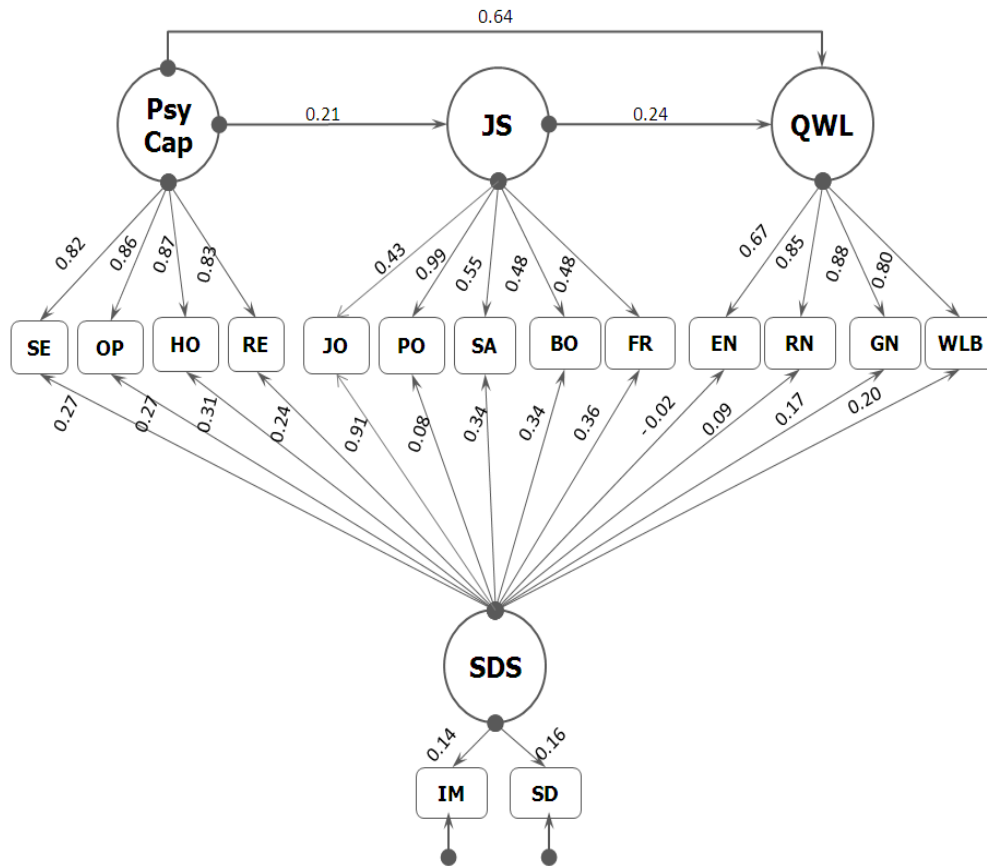 0.64
Psy
Cap
0.21
JS
0.24
QWL
0.82
0.86
0.87
0.83
0.43
0.99
0.55
0.48
0.48
0.67
0.85
0.88
0.80
SE
OP
HO
RE
JO
PO
SA
BO
FR
EN
RN
GN
WLB
0.27
0.27
0.31
0.24
0.91
0.08
0.34
0.34
0.36
- 0.02
0.09
0.17
0.20
SDS
0.14
0.16
IM
SD